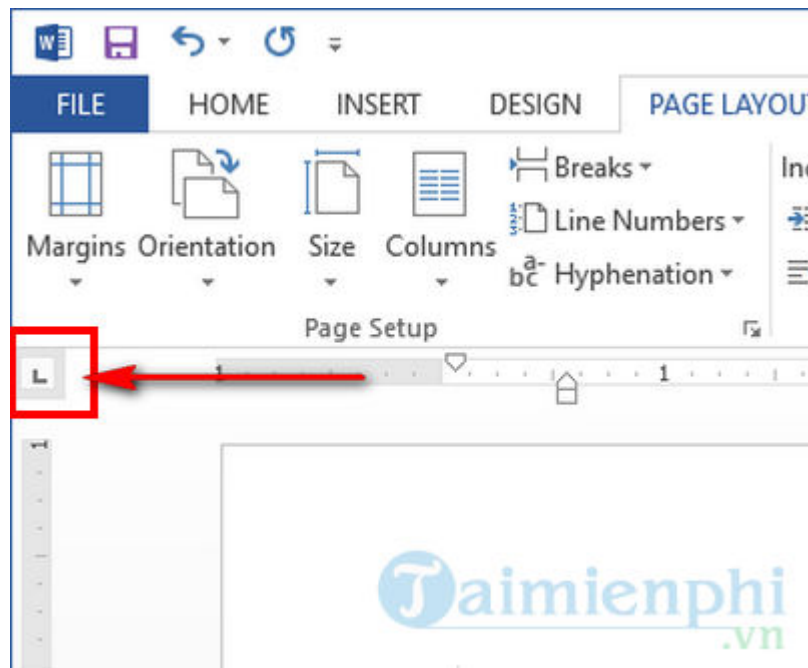 FILE HOME INSERT DESIGN PAGE LAYOU
Margins Orientation Size Columns
Breaks
Line Numbers
Hyphenation
Page Setup
1 1
1
Taimienphi
.vn